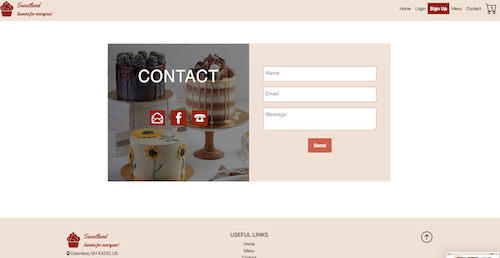 Sweetland
Sweets for everyone!
Home Login Sign Up Menu Contact
CONTACT
Name:
Email:
Message:
Send
Sweetland
Sweets for everyone!
Columbus, OH 43232, US
USEFUL LINKS
Home
Menu
Contact